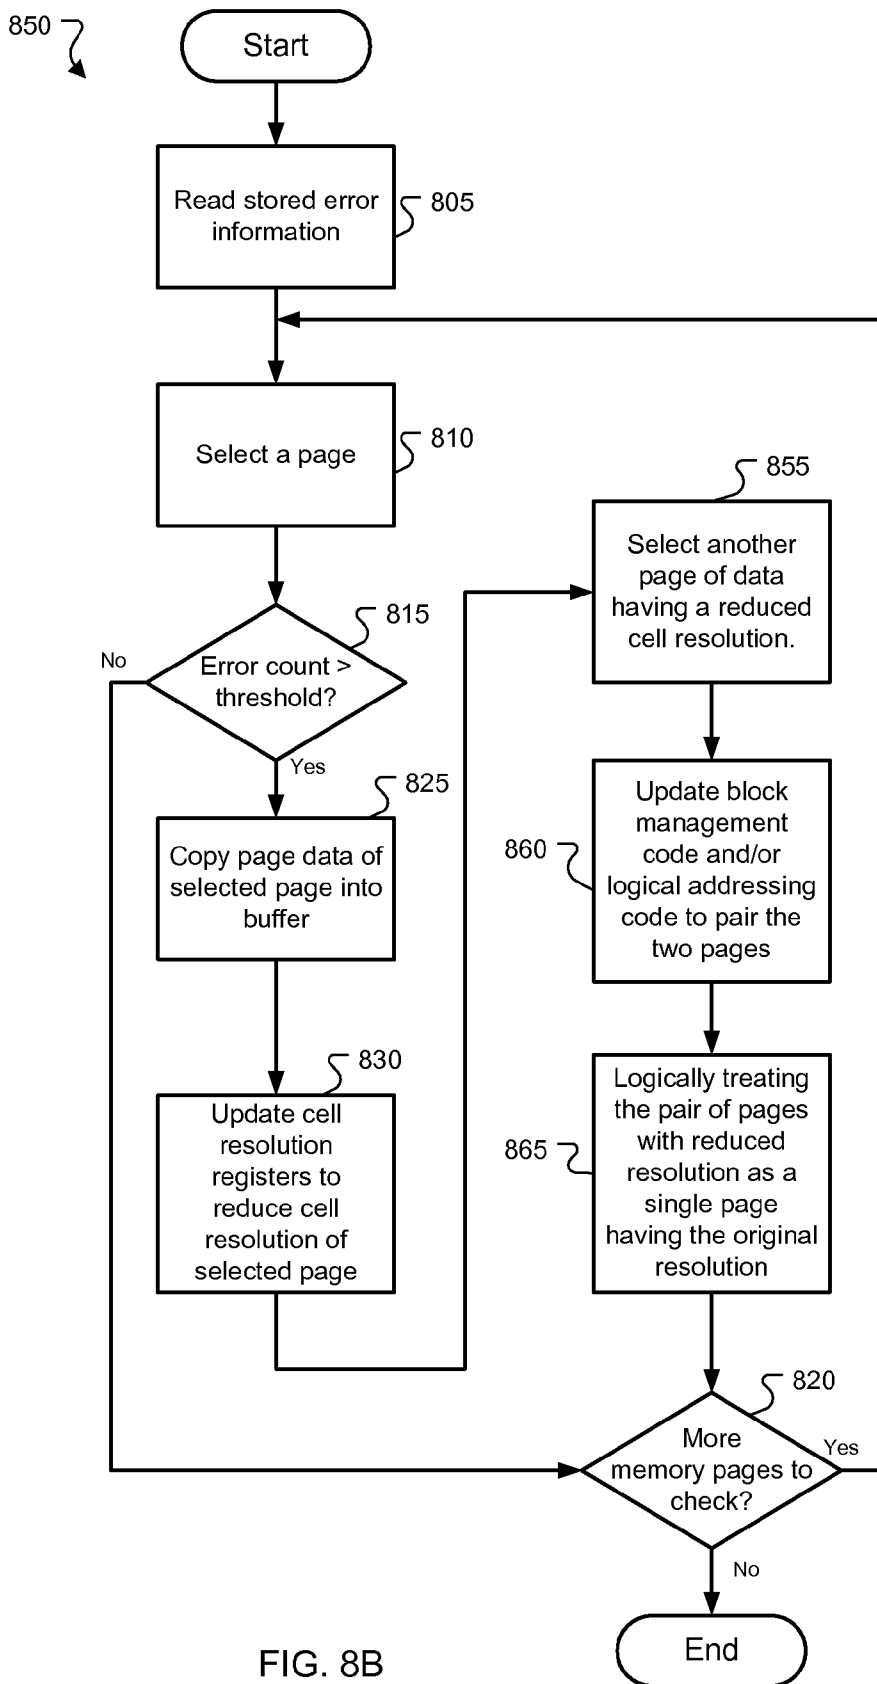 850
Start
Read stored error
information
805
Select a page
810
Error count >
threshold?
815
No
Yes
Copy page data of
selected page into
buffer
825
Update cell
resolution
registers to
reduce cell
resolution of
selected page
830
Select another
page of data
having a reduced
cell resolution.
855
Update block
management
code and/or
logical addressing
code to pair the
two pages
860
Logically treating
the pair of pages
with reduced
resolution as a
single page
having the original
resolution
865
More
memory pages to
check?
820
Yes
No
End
FIG. 8B